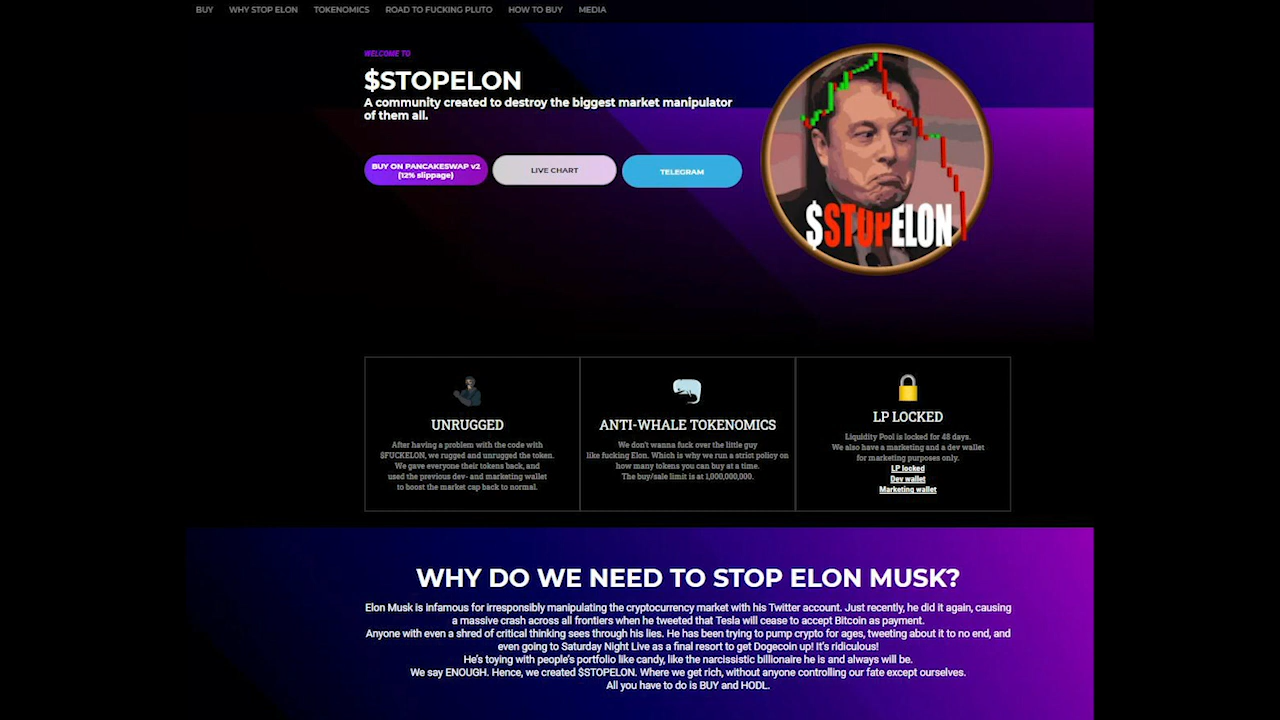 BUY WHY STOP ELON TOKENOMICS ROAD TO FUCKING PLUTO HOW TO BUY MEDIA
WELCOME TO
$STOPELON
A community created to destroy the biggest market manipulator
of them all.
BUY ON PANCAKESWAP v2
(12% slippage)
LIVE CHART
TELEGRAM
$STOPELON
UNRUGGED
After having a problem with the code with
$FUCKELON, we rugged and unrugged the token.
We gave everyone their tokens back, and
used the previous dev- and marketing wallet
to boost the market cap back to normal.
ANTI-WHALE TOKENOMICS
We don't wanna fuck over the little guy
like fucking Elon. Which is why we run a strict policy on
how many tokens you can buy at a time.
The buy/sale limit is at 1,000,000,000.
LP LOCKED
Liquidity Pool is locked for 48 days.
We also have a marketing and a dev wallet
for marketing purposes only.
LP locked
Dev wallet
Marketing wallet
WHY DO WE NEED TO STOP ELON MUSK?
Elon Musk is infamous for irresponsibly manipulating the cryptocurrency market with his Twitter account. Just recently, he did it again, causing
a massive crash across all frontiers when he tweeted that Tesla will cease to accept Bitcoin as payment.
Anyone with even a shred of critical thinking sees through his lies. He has been trying to pump crypto for ages, tweeting about it to no end, and
even going to Saturday Night Live as a final resort to get Dogecoin up! It's ridiculous!
He's toying with people's portfolio like candy, like the narcissistic billionaire he is and always will be.
We say ENOUGH. Hence, we created $STOPELON. Where we get rich, without anyone controlling our fate except ourselves.
All you have to do is BUY and HODL.